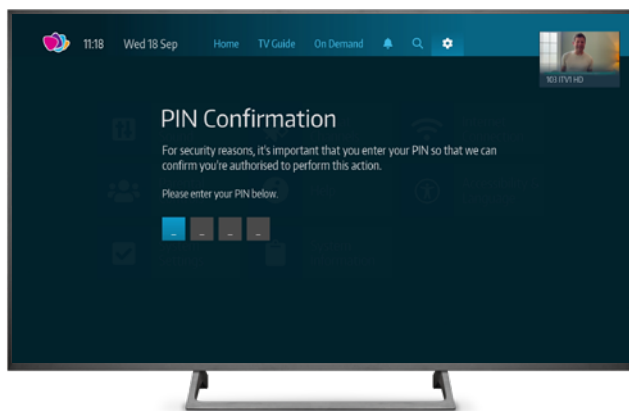 11:18 Wed 18 Sep Home TV Guide On Demand
103 ITV1 HD
PIN Confirmation
For security reasons, it's important that you enter your PIN so that we can
confirm you're authorised to perform this action.
Please enter your PIN below.
_ _ _ _